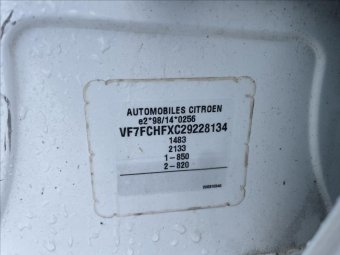 AUTOMOBILES CITROEN
e2*98/14*0256
VF7FCHFXC29228134
1483
2133
1-850
2-820